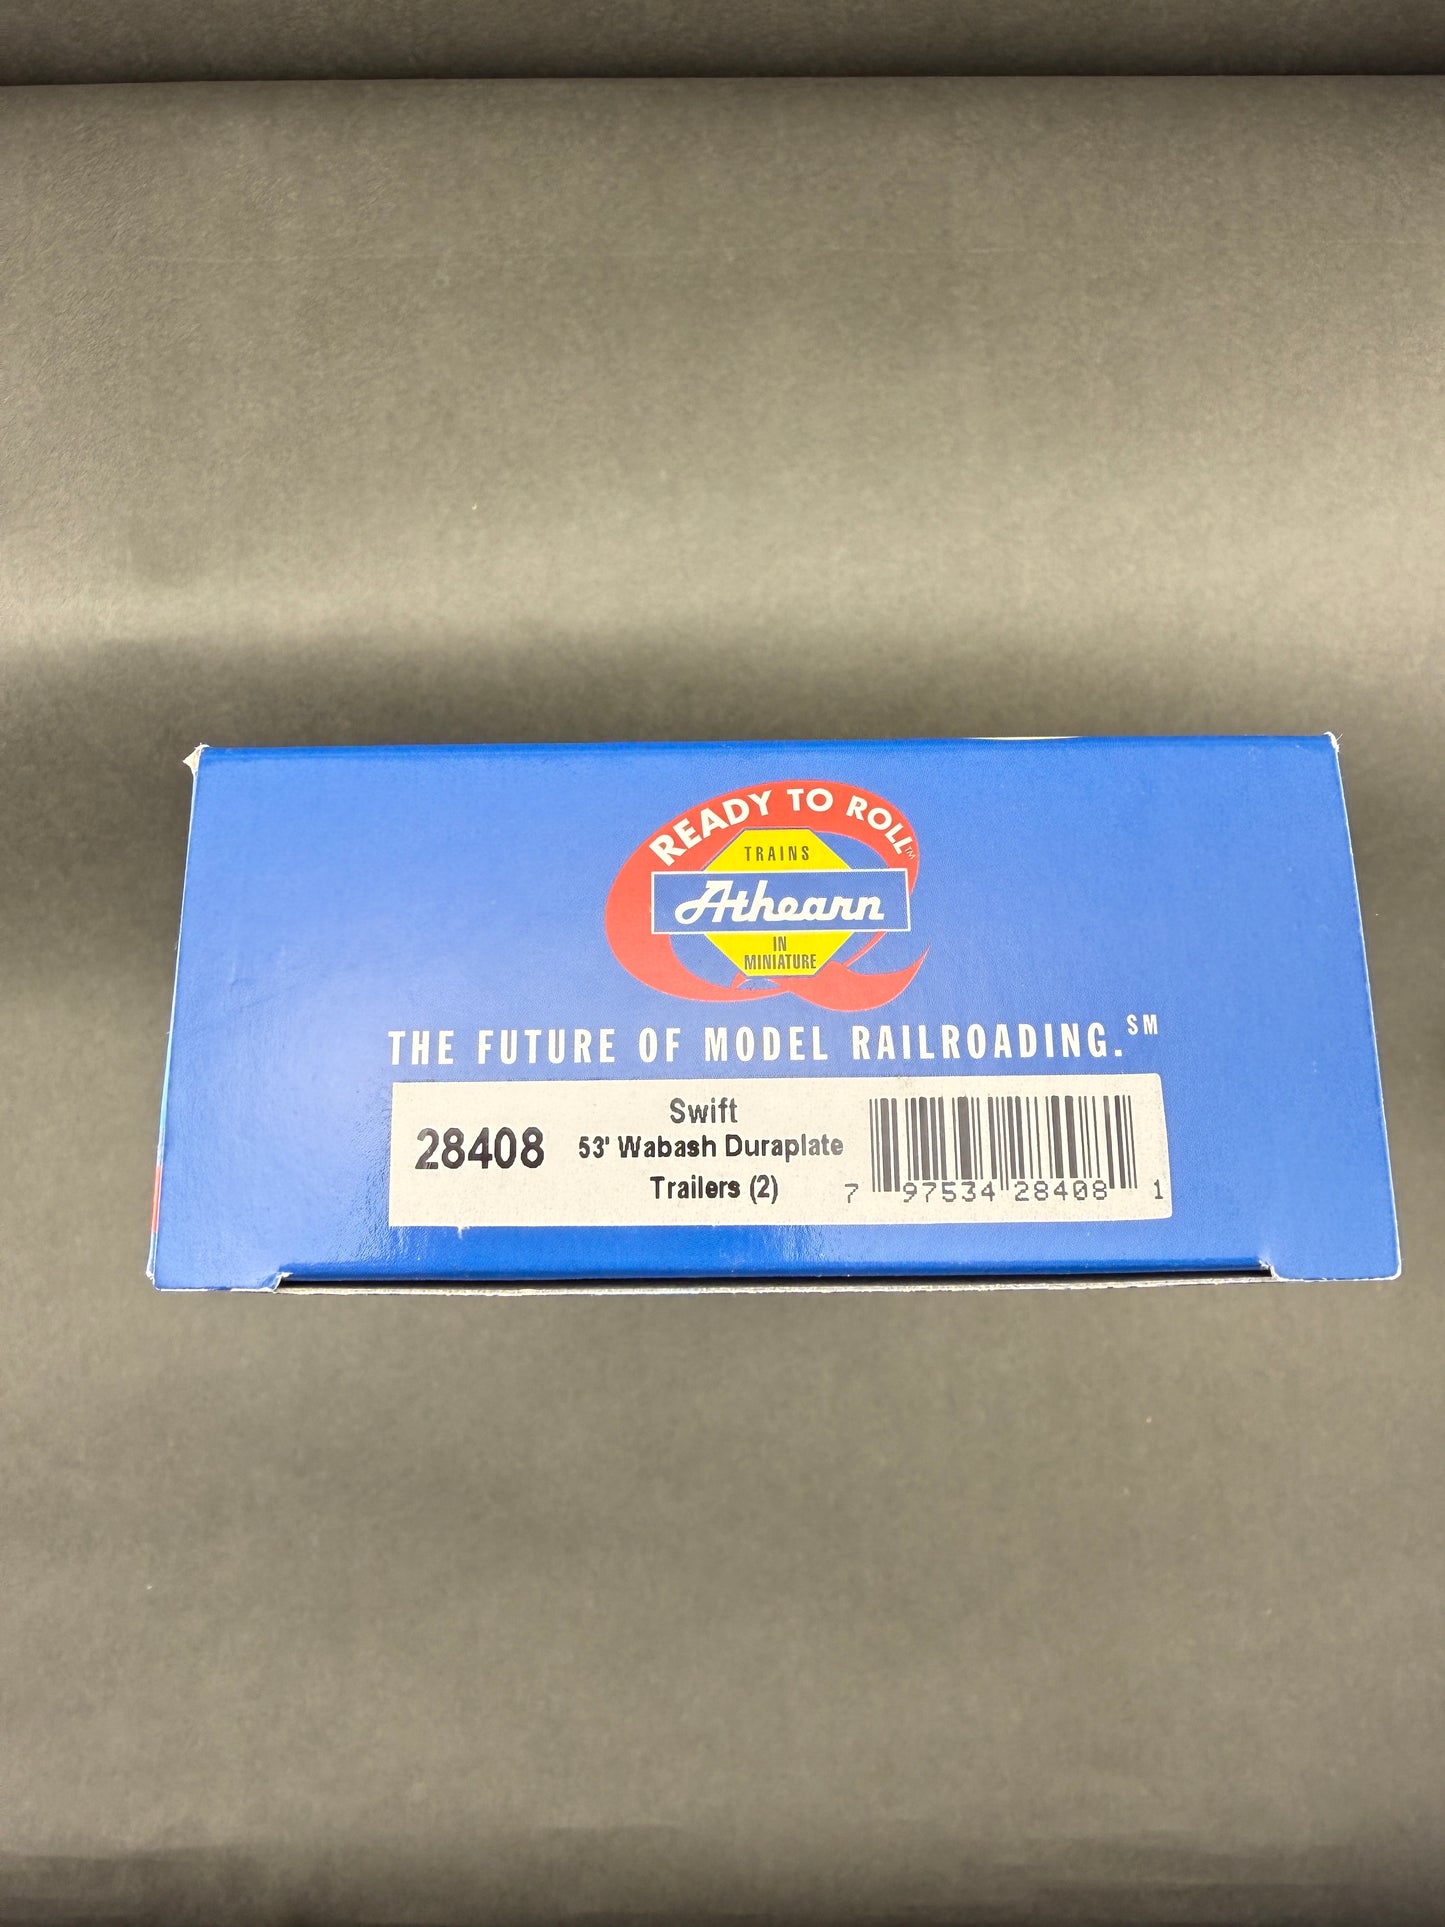 READY TO ROLL™
TRAINS
Athearn
IN
MINIATURE
THE FUTURE OF MODEL RAILROADING.℠
28408
Swift
53' Wabash Duraplate
Trailers (2)
7 97534 28408 1